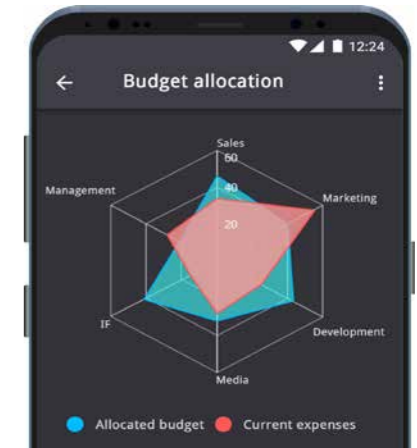 12:24
Budget allocation
Sales
60
Management
40
Marketing
20
IF
Development
Media
Allocated budget
Current expenses